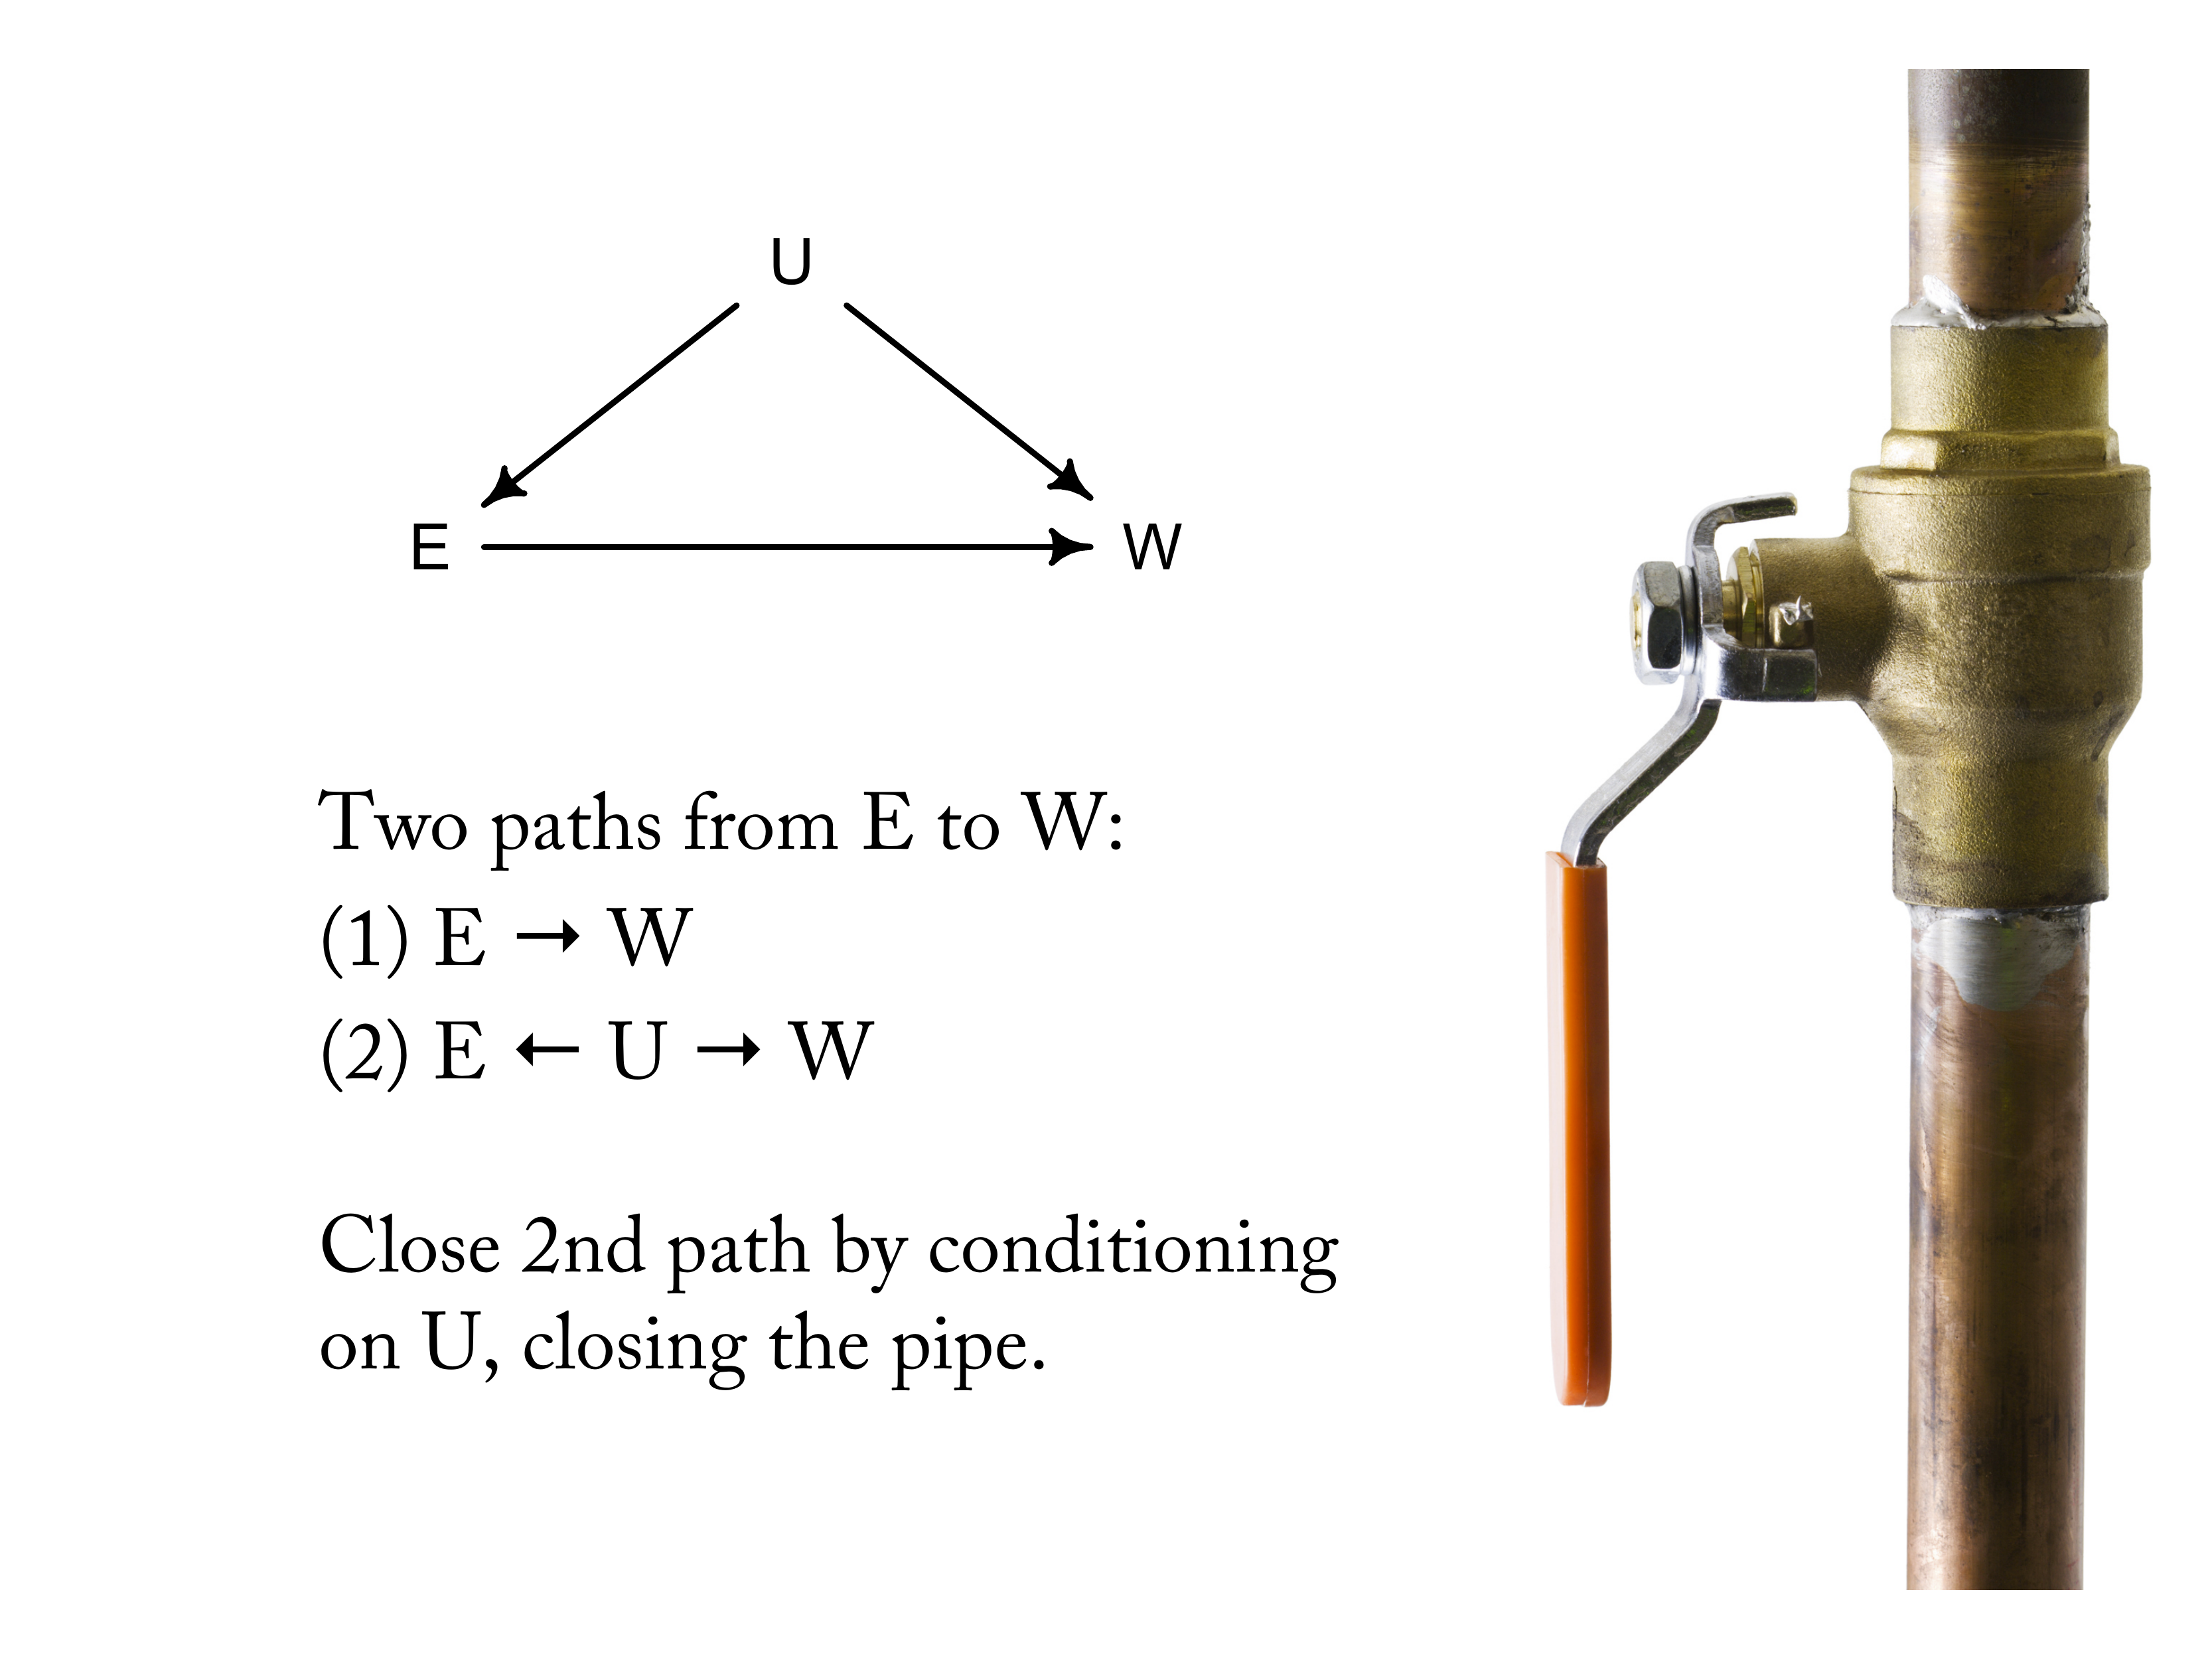 U
E
W
Two paths from E to W:
(1) E → W
(2) E ← U → W
Close 2nd path by conditioning
on U, closing the pipe.